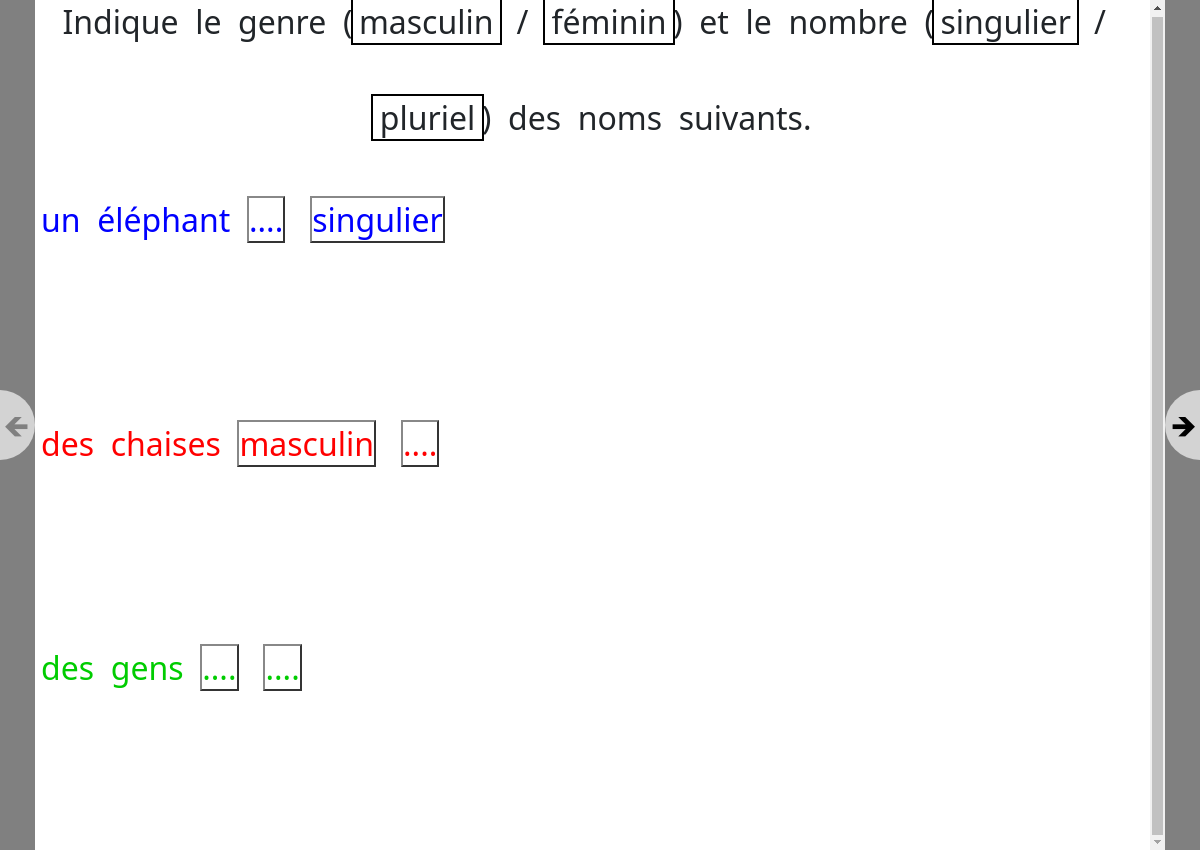 Indique le genre ( masculin / féminin ) et le nombre ( singulier /
pluriel ) des noms suivants.
un éléphant .... singulier
des chaises masculin ....
des gens .... ....